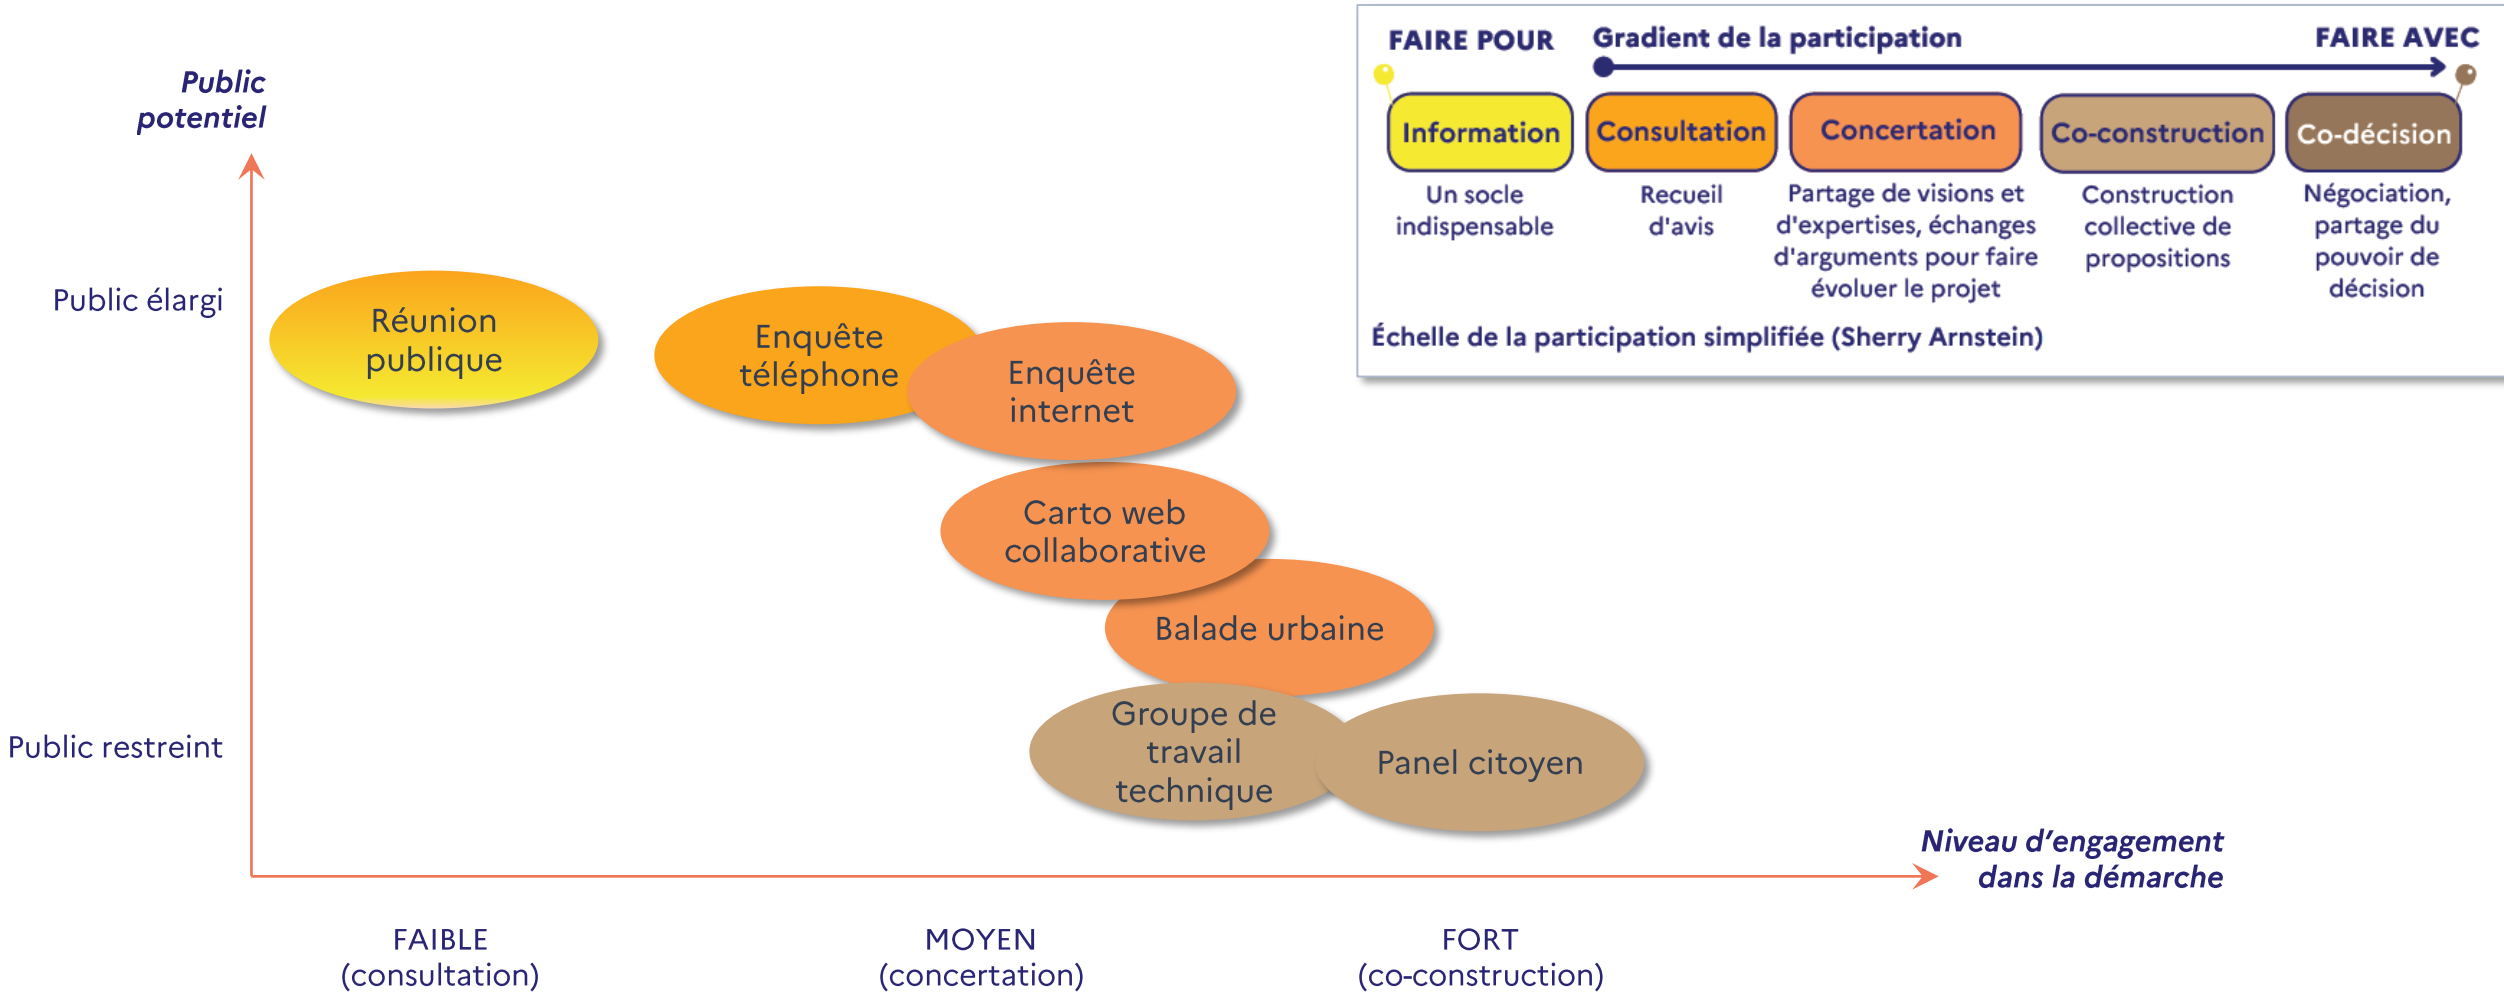 FAIRE POUR
Gradient de la participation
FAIRE AVEC
Information
Consultation
Concertation
Co-construction
Co-décision
Un socle
indispensable
Recueil
d'avis
Partage de visions et
d'expertises, échanges
d'arguments pour faire
évoluer le projet
Construction
collective de
propositions
Négociation,
partage du
pouvoir de
décision
Échelle de la participation simplifiée (Sherry Arnstein)
Public
potentiel
Public élargi
Public restreint
Réunion
publique
Enquête
téléphone
Enquête
internet
Carto web
collaborative
Balade urbaine
Groupe de
travail
technique
Panel citoyen
Niveau d’engagement
dans la démarche
FAIBLE
(consultation)
MOYEN
(concertation)
FORT
(co-construction)